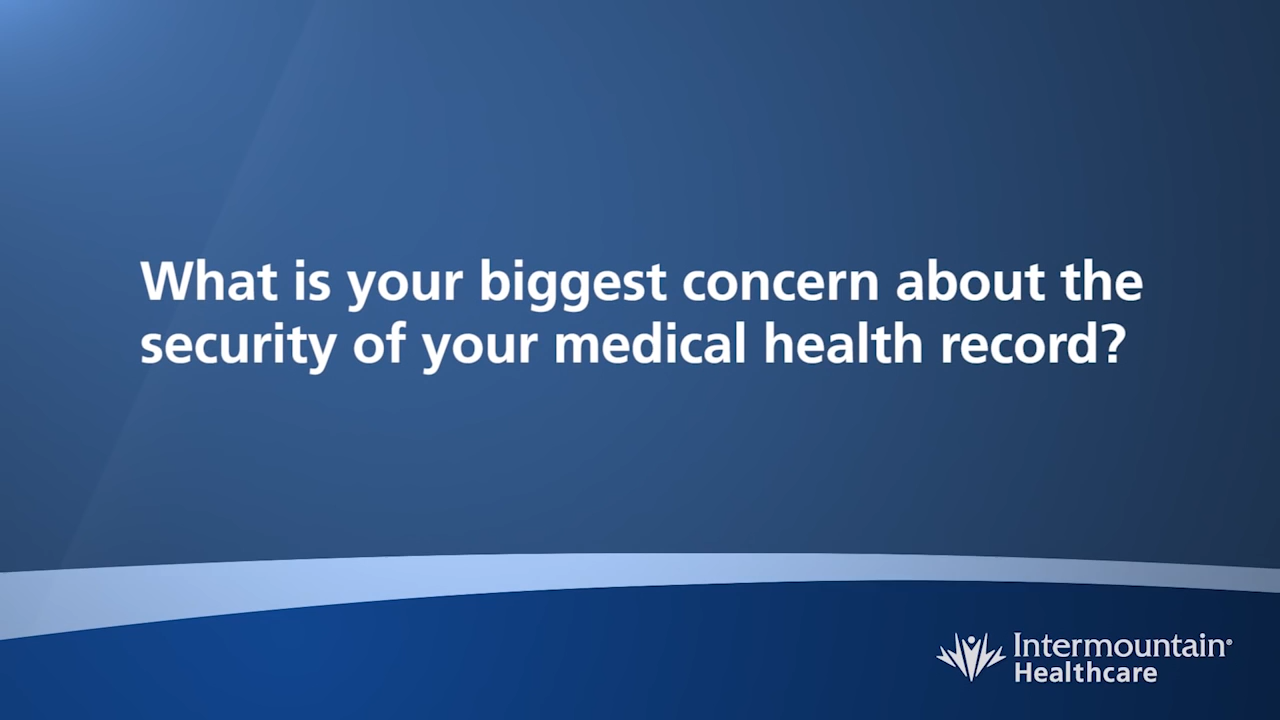 What is your biggest concern about the
security of your medical health record?
Intermountain®
Healthcare